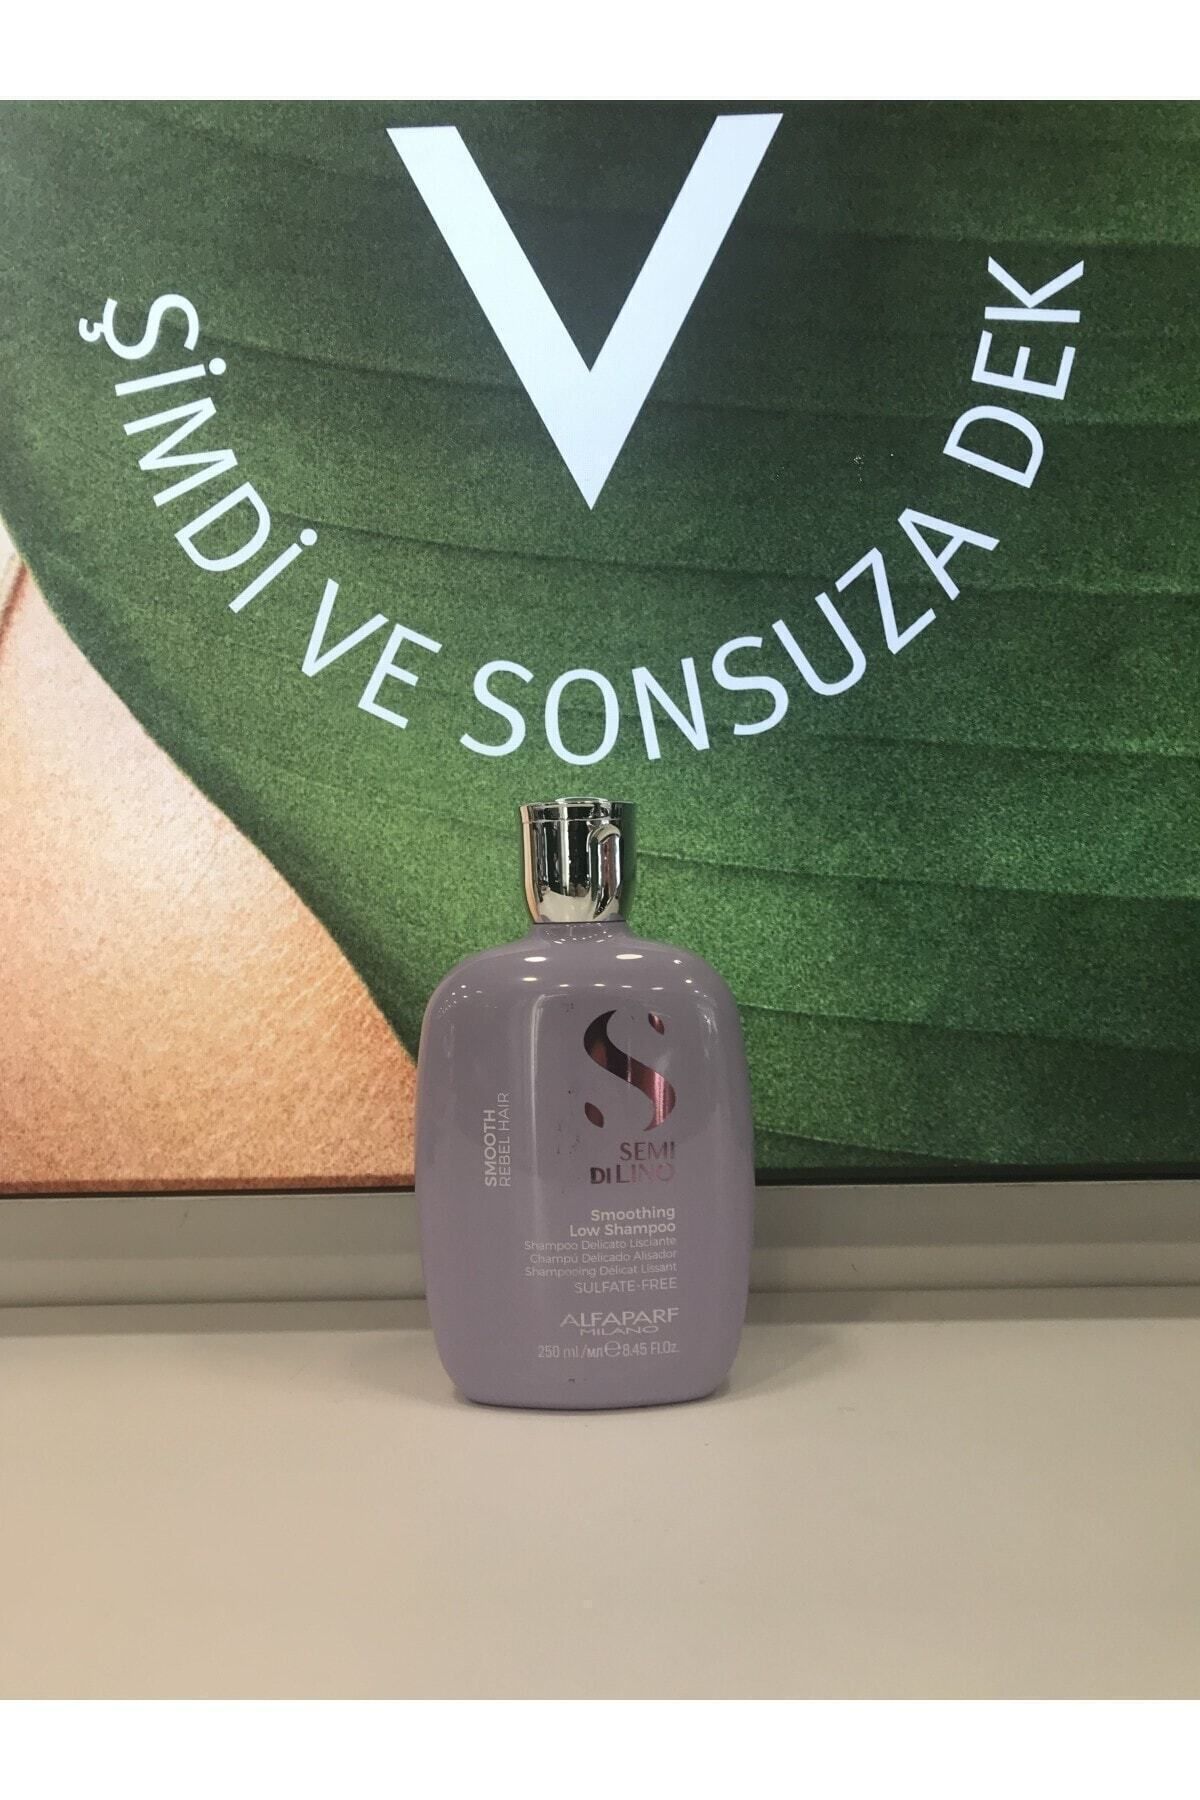 V
ŞİMDİ VE SONSUZA DEK
SMOOTH
REBEL HAIR
SEMI
DI LINO
Smoothing
Low Shampoo
Shampoo Delicato Lisciante
Champú Delicado Alisador
Shampooing Délicat Lissant
SULFATE-FREE
ALFAPARF
MILANO
250 ml/мл℮8.45 Fl.Oz.